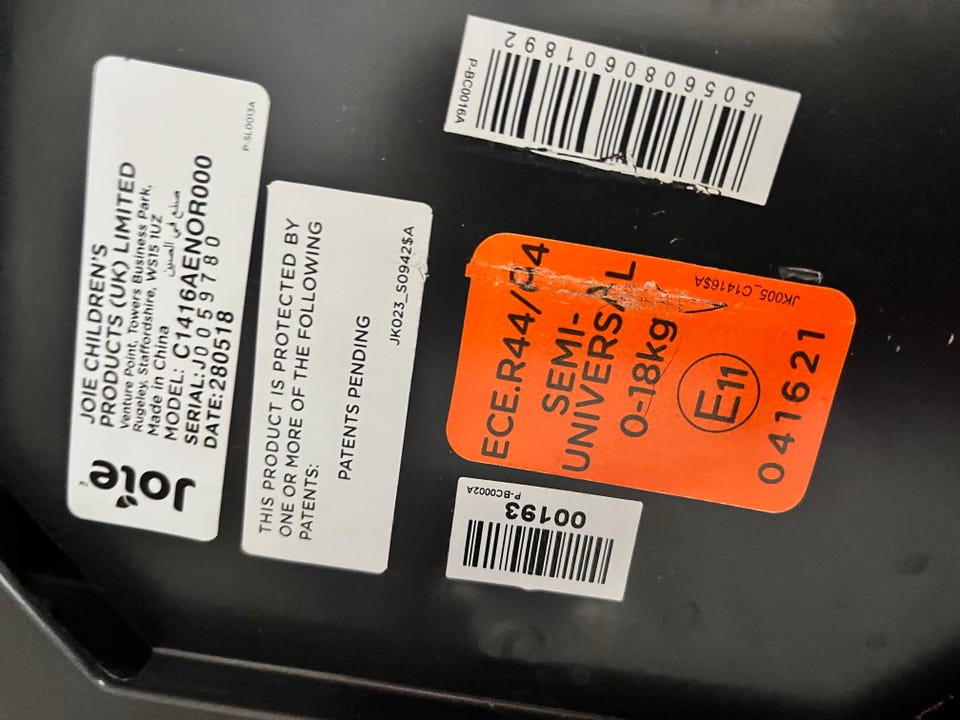 Joie™
JOIE CHILDREN'S
PRODUCTS (UK) LIMITED
Venture Point, Towers Business Park,
Rugeley, Staffordshire, WS15 1UZ
Made in China صنع في الصين
MODEL: C1416AENOR000
SERIAL:J0059780
DATE:280518
P-SL0013A
THIS PRODUCT IS PROTECTED BY
ONE OR MORE OF THE FOLLOWING
PATENTS:
PATENTS PENDING
JK023_S0942$A
P-BC0016A
5056080601892
ECE.R44/04
SEMI-
UNIVERSAL
0-18kg
E11
041621
JK005_C1416$A
P-BC0002A
00193